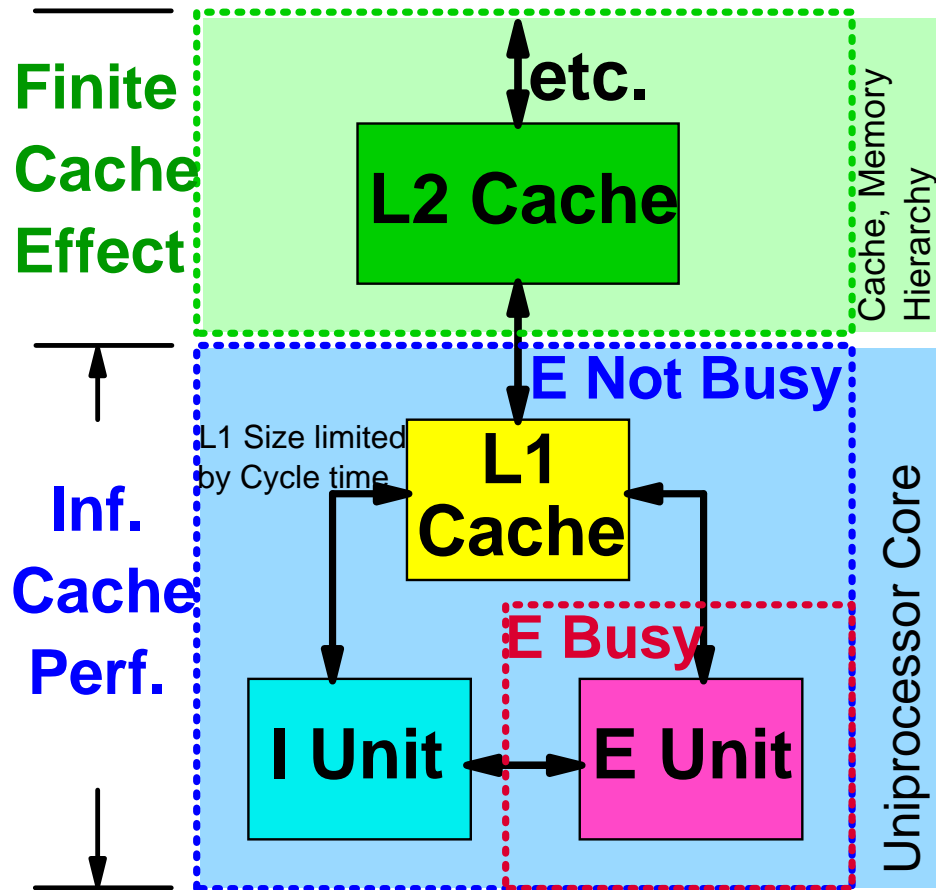 Finite
Cache
Effect
etc.
L2 Cache
Cache, Memory
Hierarchy
E Not Busy
L1 Size limited
by Cycle time
L1
Cache
Inf.
Cache
Perf.
E Busy
I Unit
E Unit
Uniprocessor Core